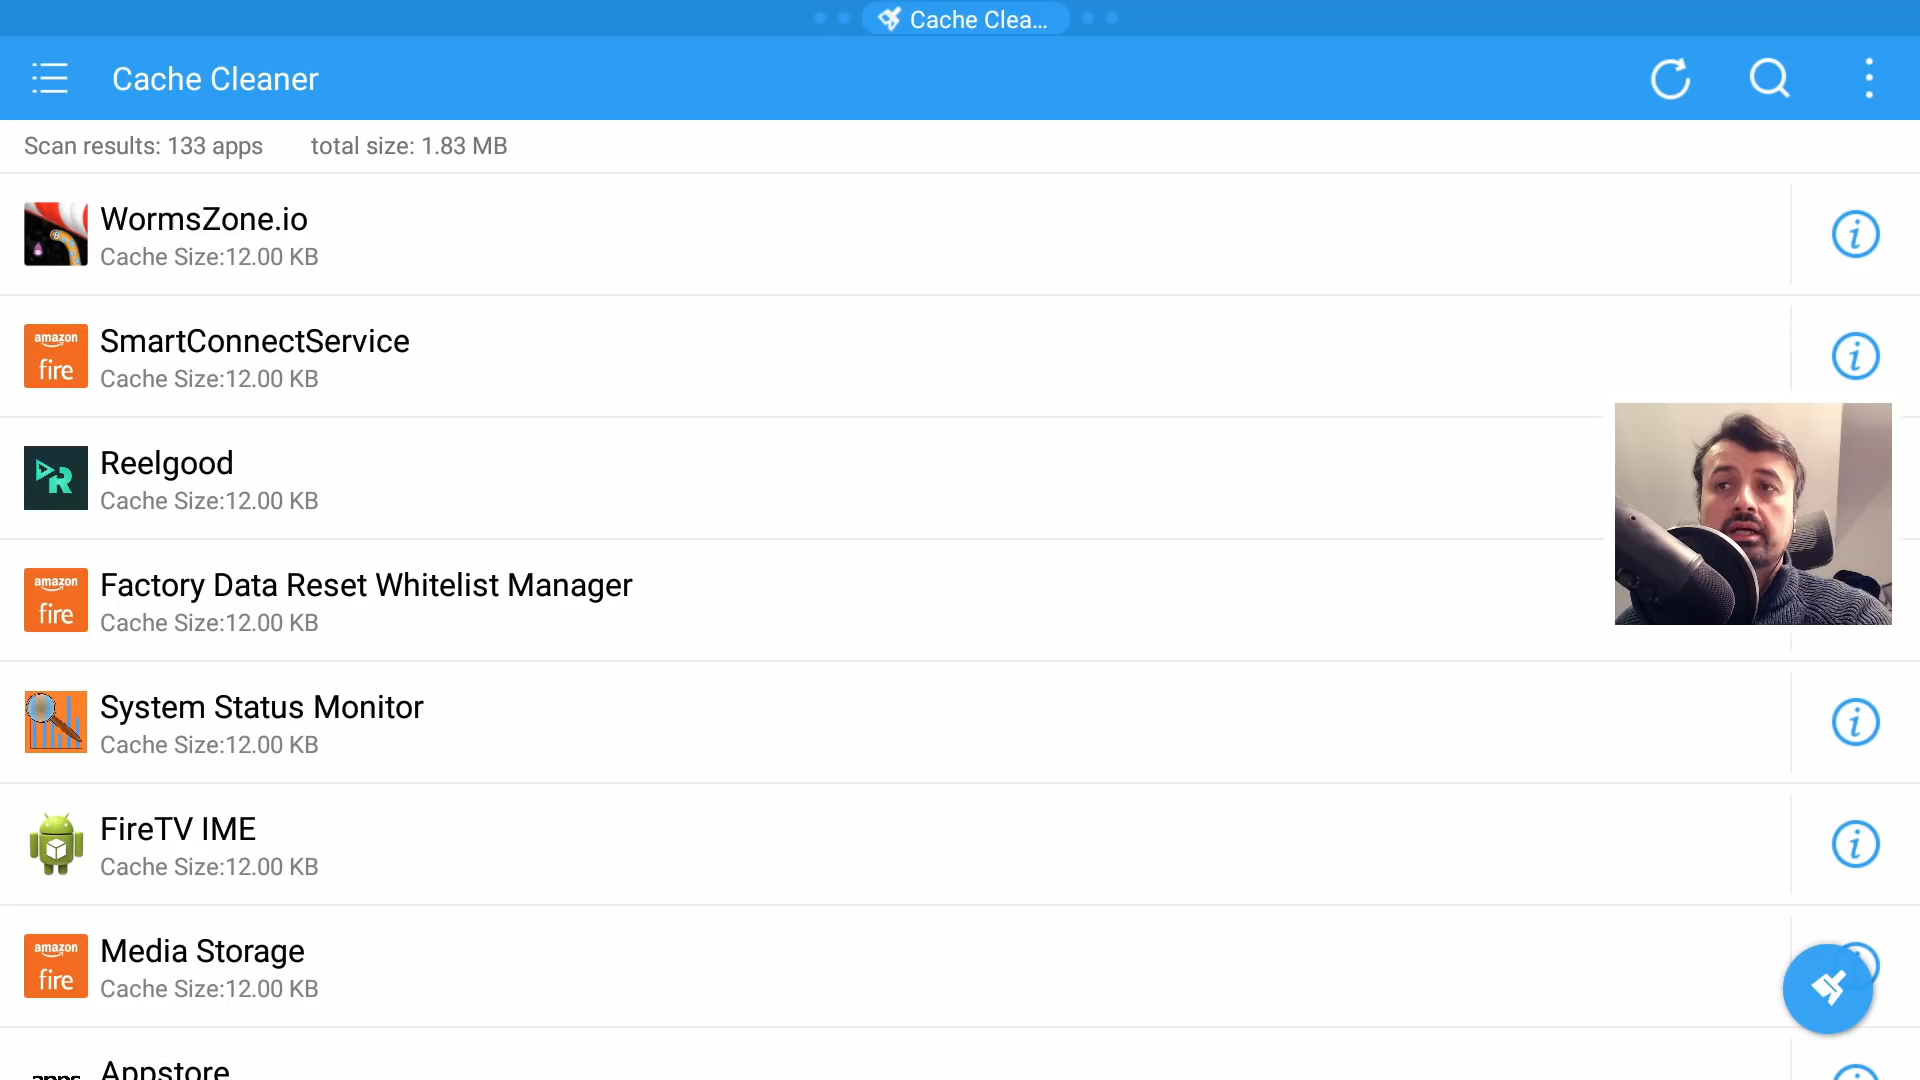 Cache Clea...
Cache Cleaner
Scan results: 133 apps total size: 1.83 MB
WormsZone.io
Cache Size:12.00 KB
amazon
fire
SmartConnectService
Cache Size:12.00 KB
Reelgood
Cache Size:12.00 KB
amazon
fire
Factory Data Reset Whitelist Manager
Cache Size:12.00 KB
System Status Monitor
Cache Size:12.00 KB
FireTV IME
Cache Size:12.00 KB
amazon
fire
Media Storage
Cache Size:12.00 KB
Appstore